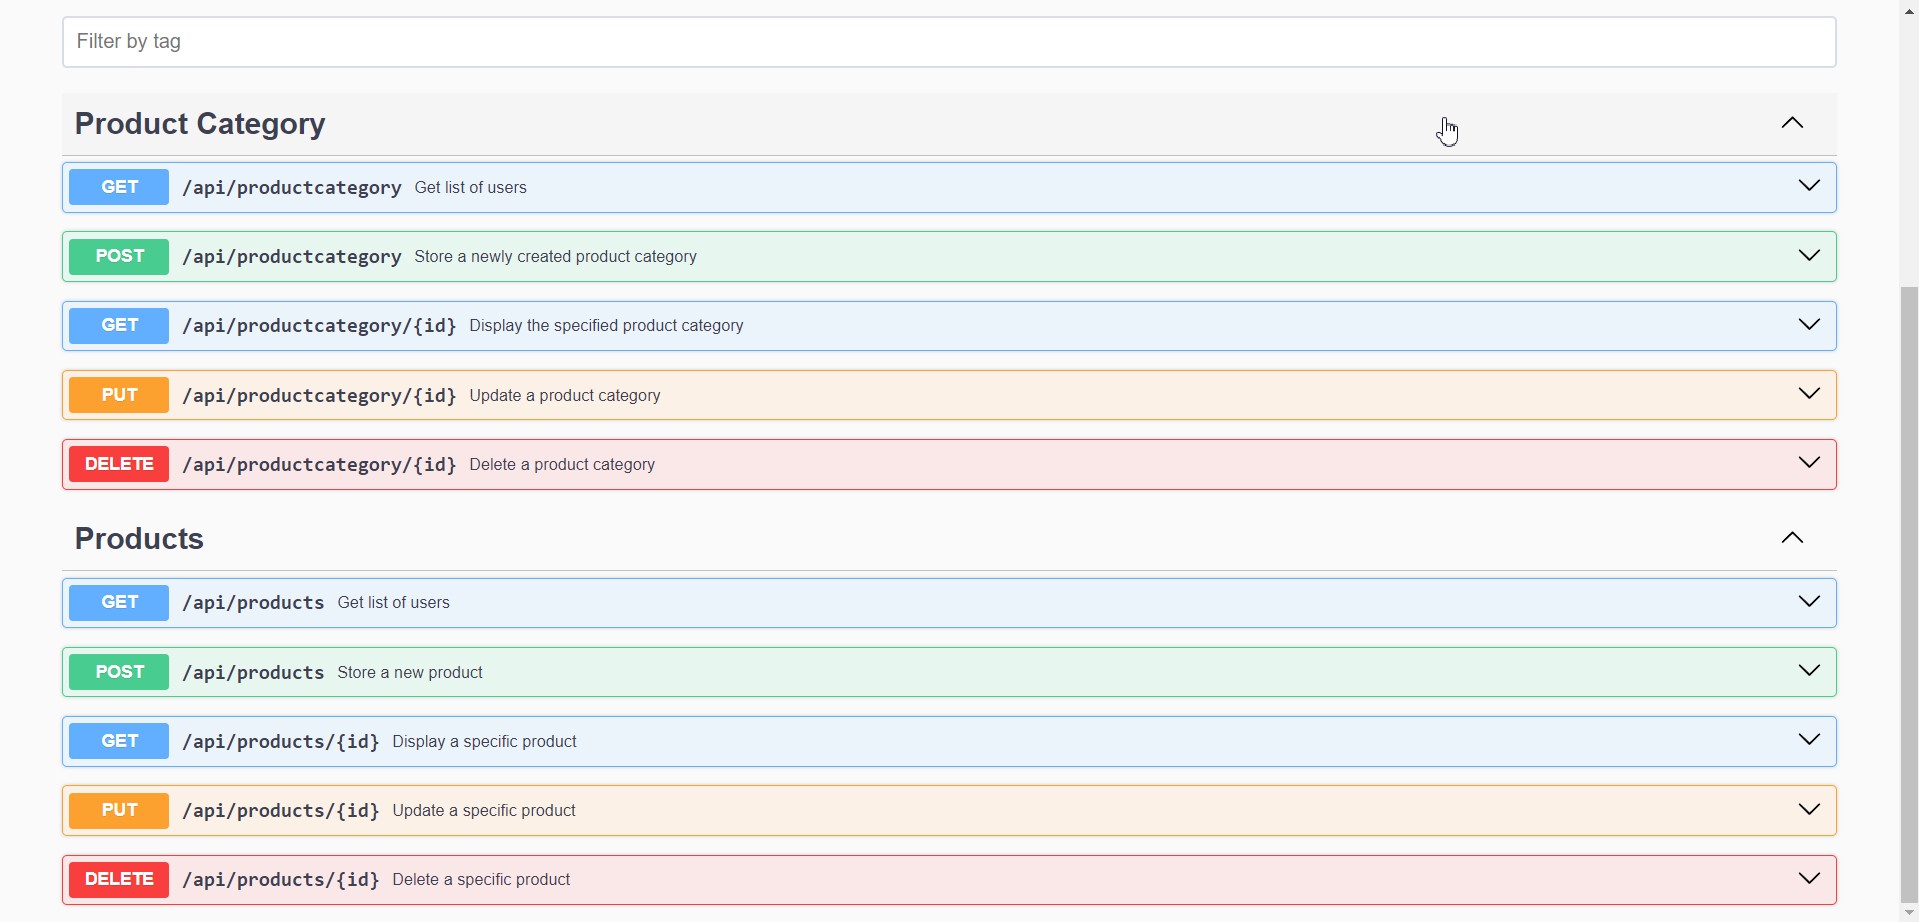 Filter by tag
Product Category
GET /api/productcategory Get list of users
POST /api/productcategory Store a newly created product category
GET /api/productcategory/{id} Display the specified product category
PUT /api/productcategory/{id} Update a product category
DELETE /api/productcategory/{id} Delete a product category
Products
GET /api/products Get list of users
POST /api/products Store a new product
GET /api/products/{id} Display a specific product
PUT /api/products/{id} Update a specific product
DELETE /api/products/{id} Delete a specific product